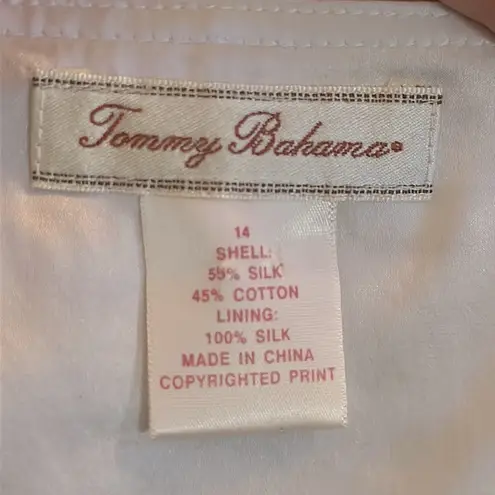 Tommy Bahama®
14
SHELL:
55% SILK
45% COTTON
LINING:
100% SILK
MADE IN CHINA
COPYRIGHTED PRINT